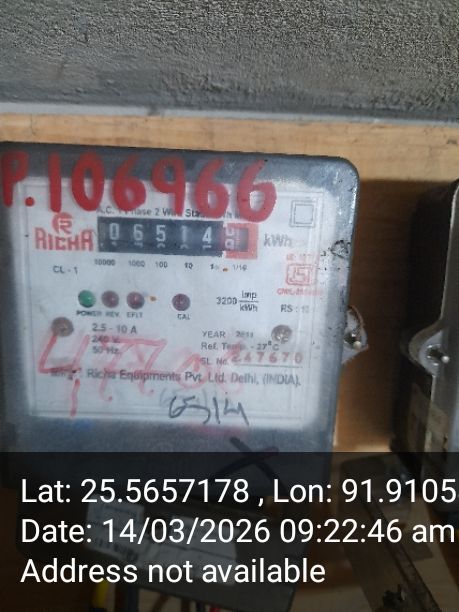 P.106966
A.C. 1 Phase 2 Wire
RICHA
06514
kWh
CL - 1
10000 1000 100 10 1 1/10
3200 imp/kWh
POWER REV. EFLT CAL
2.5 - 10 A
240 V
50 Hz.
YEAR
Ref. Temp. - 27°C
SL No.
47670
Richa Equipments Pvt. Ltd. Delhi, (INDIA).
6514
Lat: 25.5657178 , Lon: 91.9105
Date: 14/03/2026 09:22:46 am
Address not available